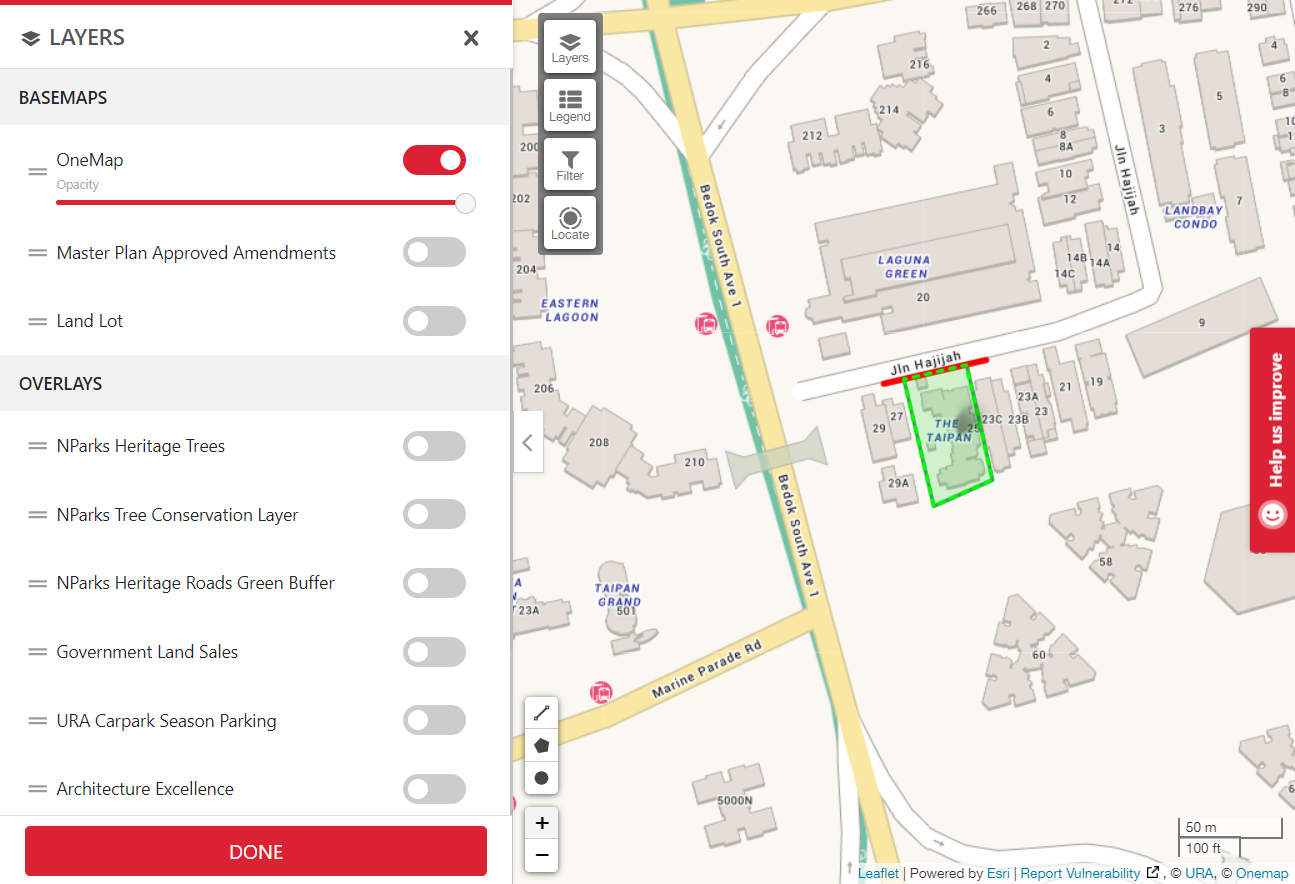 LAYERS
BASEMAPS
OneMap
Opacity
Master Plan Approved Amendments
Land Lot
OVERLAYS
NParks Heritage Trees
NParks Tree Conservation Layer
NParks Heritage Roads Green Buffer
Government Land Sales
URA Carpark Season Parking
Architecture Excellence
DONE
Layers
Legend
Filter
Locate
266
268
270
276
290
2
4
216
214
212
6
8
8A
10
12
3
5
4
6
8
7
200
202
204
Jln Hajijah
LANDBAY
CONDO
14
14B
14A
14C
LAGUNA
GREEN
20
9
EASTERN
LAGOON
Bedok South Ave 1
Jln Hajijah
206
208
210
27
29
29A
THE
TAIPAN
25
23C
23B
23A
23
21
19
Help us improve
Bedok South Ave 1
58
60
TAIPAN
GRAND
501
23A
Marine Parade Rd
5000N
+
−
50 m
100 ft
Leaflet | Powered by Esri | Report Vulnerability , © URA, © Onemap